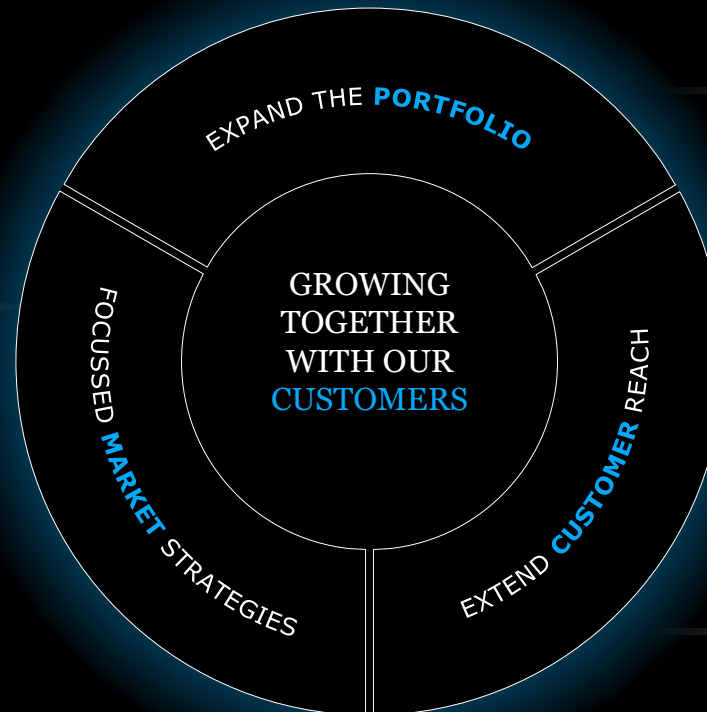 EXPAND THE PORTFOLIO
GROWING
TOGETHER
WITH OUR
CUSTOMERS
FOCUSSED MARKET STRATEGIES
EXTEND CUSTOMER REACH